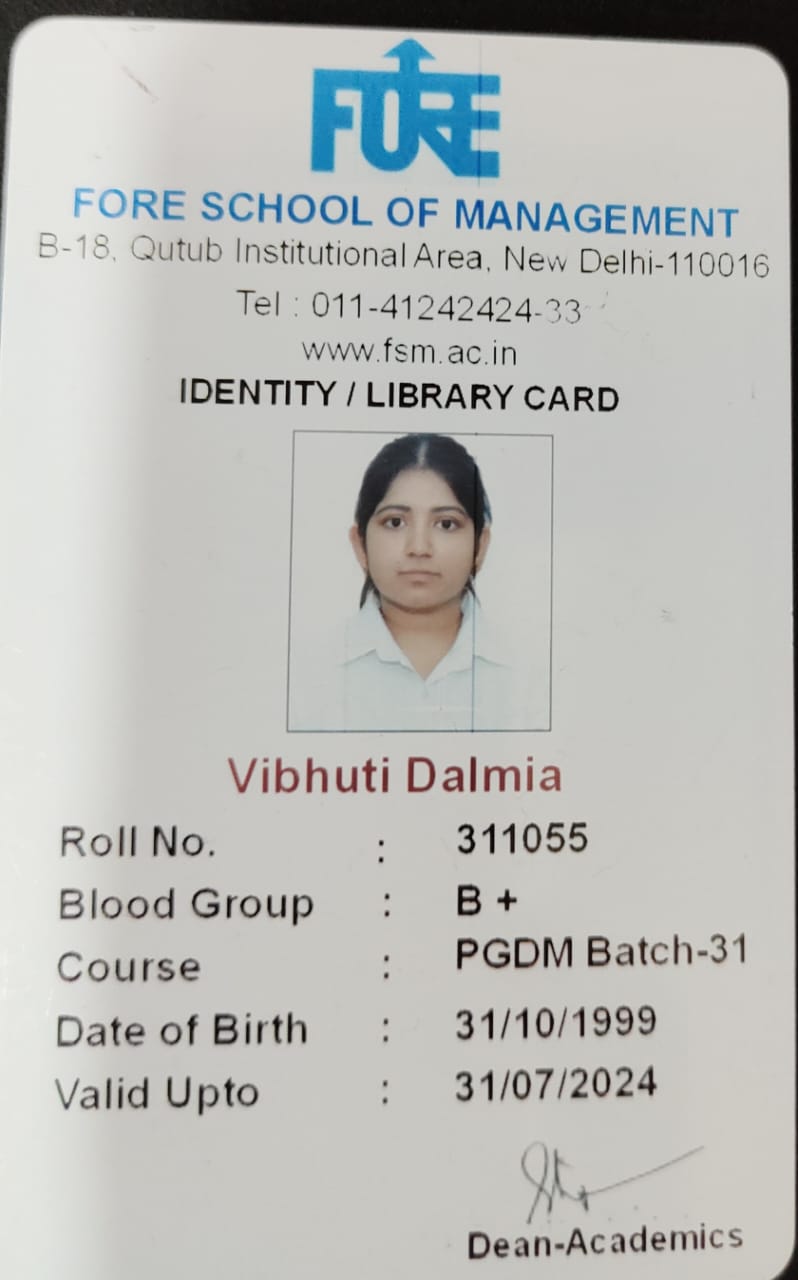 FORE
FORE SCHOOL OF MANAGEMENT
B-18, Qutub Institutional Area, New Delhi-110016
Tel : 011-41242424-33
www.fsm.ac.in
IDENTITY / LIBRARY CARD
Vibhuti Dalmia
Roll No. : 311055
Blood Group : B +
Course : PGDM Batch-31
Date of Birth : 31/10/1999
Valid Upto : 31/07/2024
Dean-Academics